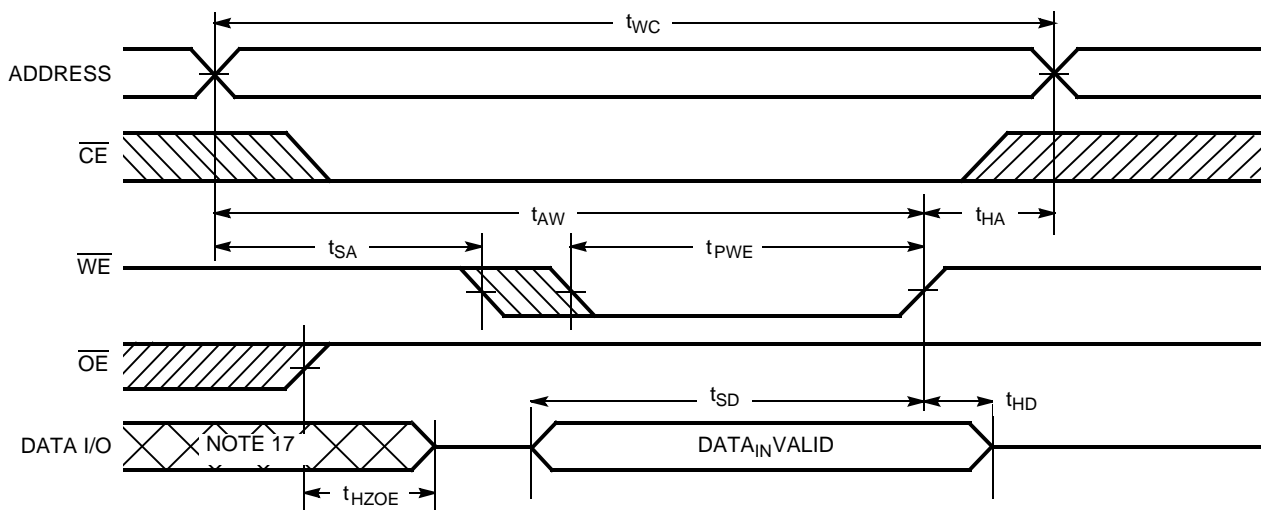 tWC
ADDRESS
CE
tAW
tHA
tSA
tPWE
WE
OE
tSD
tHD
DATA I/O
NOTE 17
DATAINVALID
tHZOE